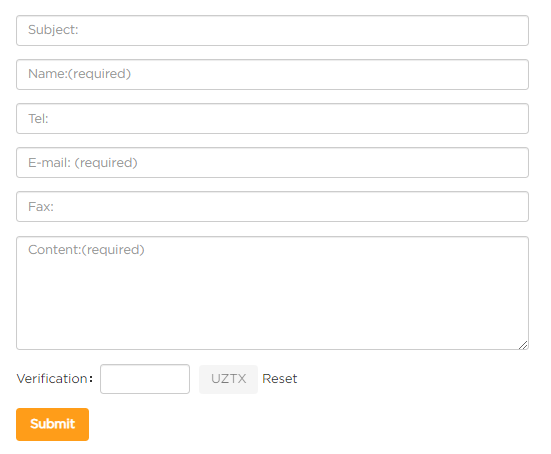 Subject:
Name:(required)
Tel:
E-mail: (required)
Fax:
Content:(required)
Verification： UZTX Reset
Submit